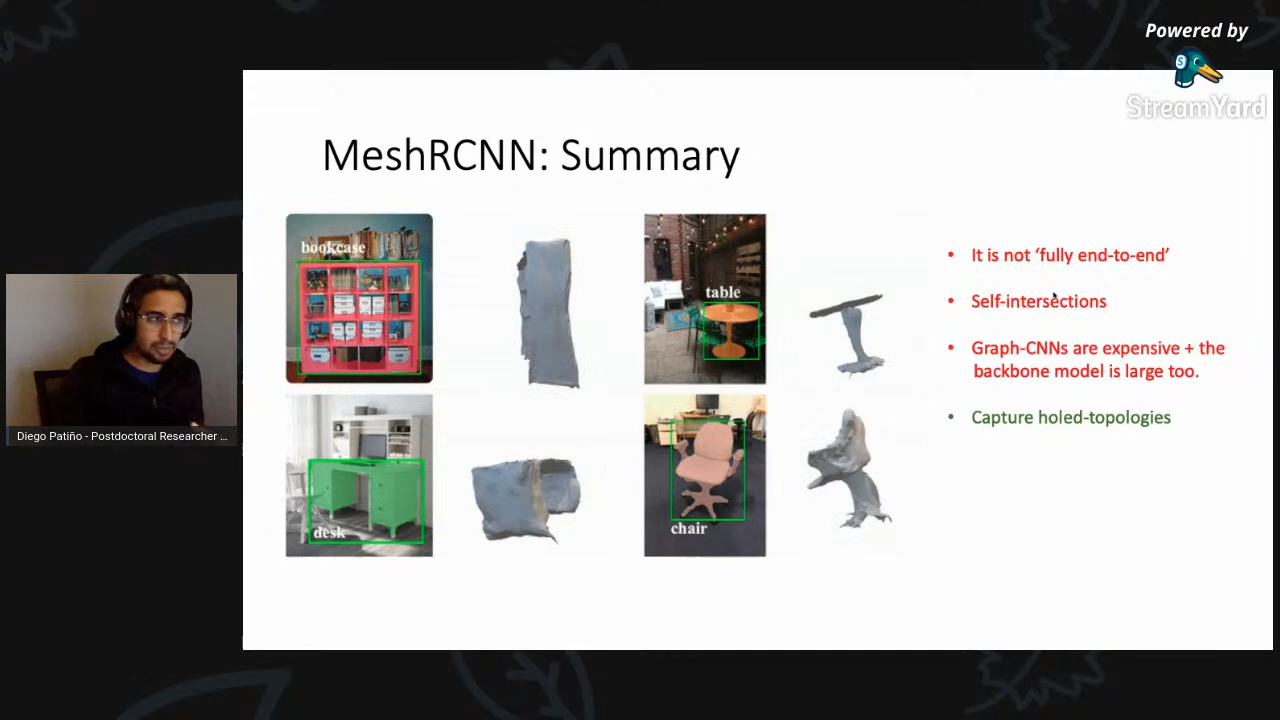 Powered by
StreamYard
MeshRCNN: Summary
bookcase
table
desk
chair
• It is not ‘fully end-to-end’
• Self-intersections
• Graph-CNNs are expensive + the
backbone model is large too.
• Capture holed-topologies
Diego Patiño - Postdoctoral Researcher ...